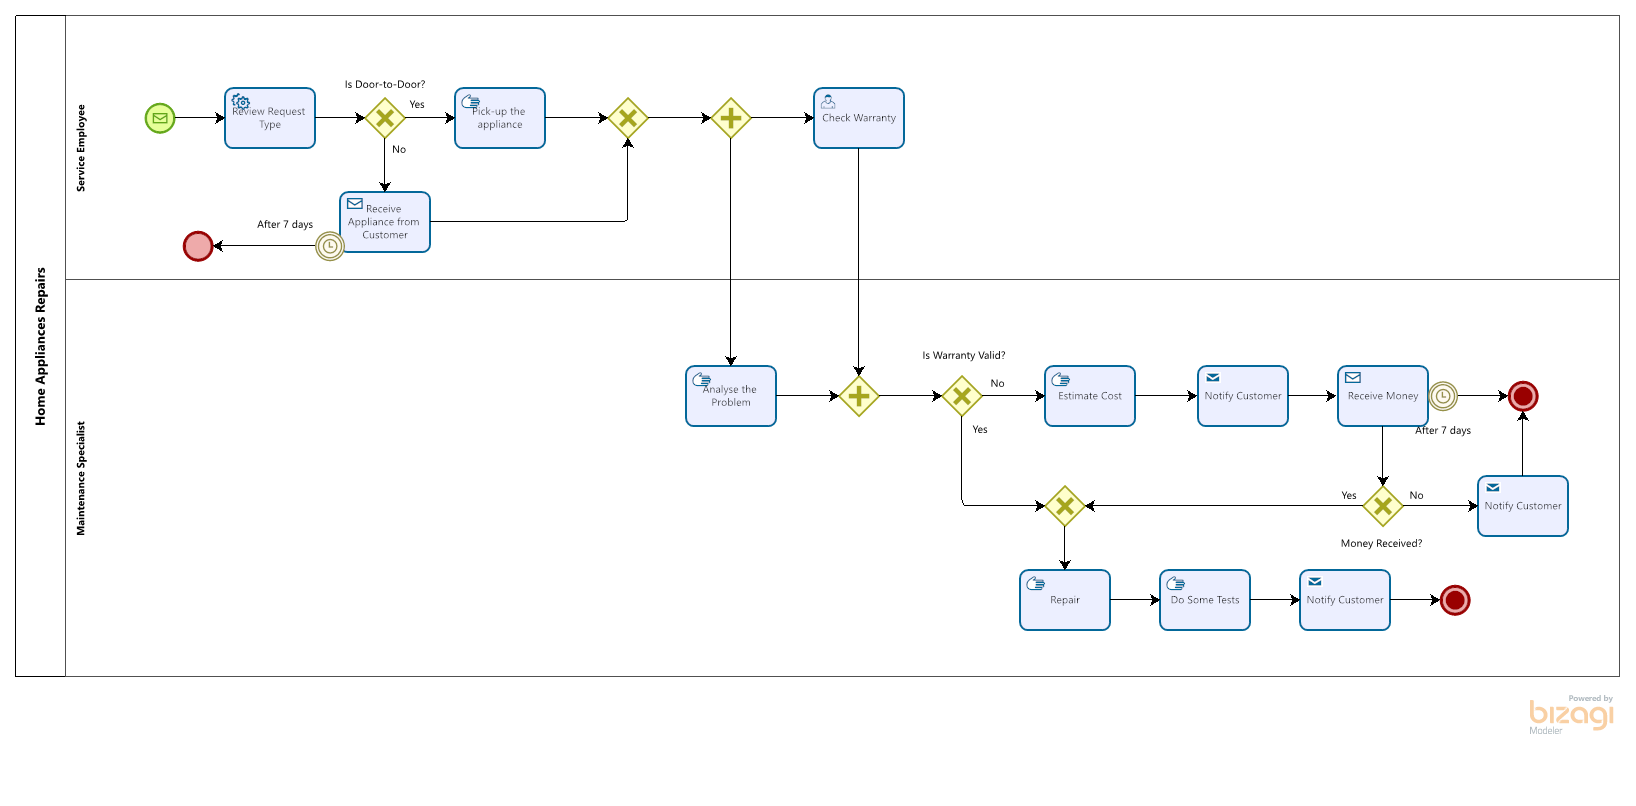 Home Appliances Repairs
Service Employee
Is Door-to-Door?
Review Request
Type
Yes
Pick-up the
appliance
Check Warranty
No
Receive
Appliance from
Customer
After 7 days
Maintenance Specialist
Is Warranty Valid?
Analyse the
Problem
No
Estimate Cost
Notify Customer
Receive Money
Yes
After 7 days
Yes
No
Notify Customer
Money Received?
Repair
Do Some Tests
Notify Customer
Powered by
bizagi
Modeler